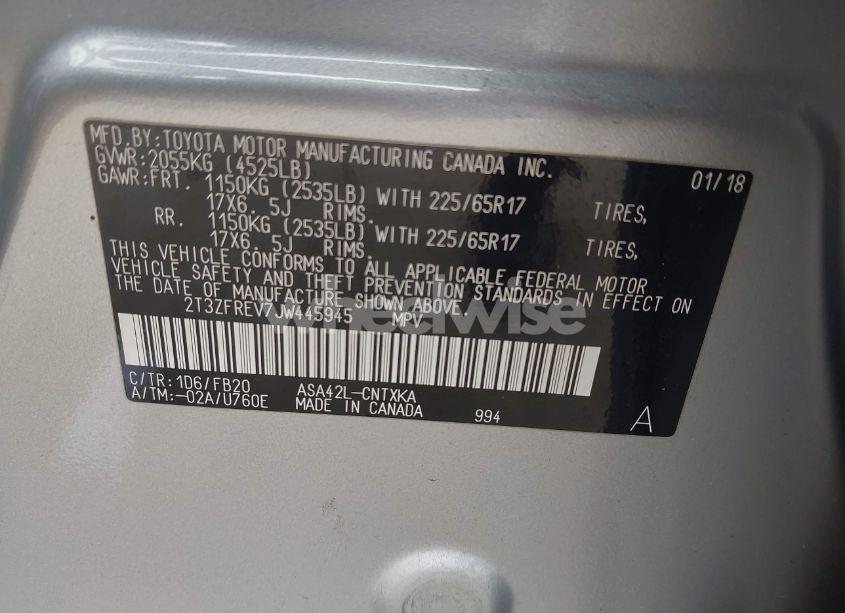 MFD.BY:TOYOTA MOTOR MANUFACTURING CANADA INC. 01/18
GVWR:2055KG (4525LB)
GAWR:FRT. 1150KG (2535LB) WITH 225/65R17 TIRES,
17X6. 5J RIMS.
RR. 1150KG (2535LB) WITH 225/65R17 TIRES,
17X6. 5J RIMS.
THIS VEHICLE CONFORMS TO ALL APPLICABLE FEDERAL MOTOR
VEHICLE SAFETY AND THEFT PREVENTION STANDARDS IN EFFECT ON
THE DATE OF MANUFACTURE SHOWN ABOVE.
2T3ZFREV7JW445945 MPV
wheelwise
C/TR:1D6/FB20 ASA42L-CNTXKA
A/TM:-02A/U760E MADE IN CANADA 994 A